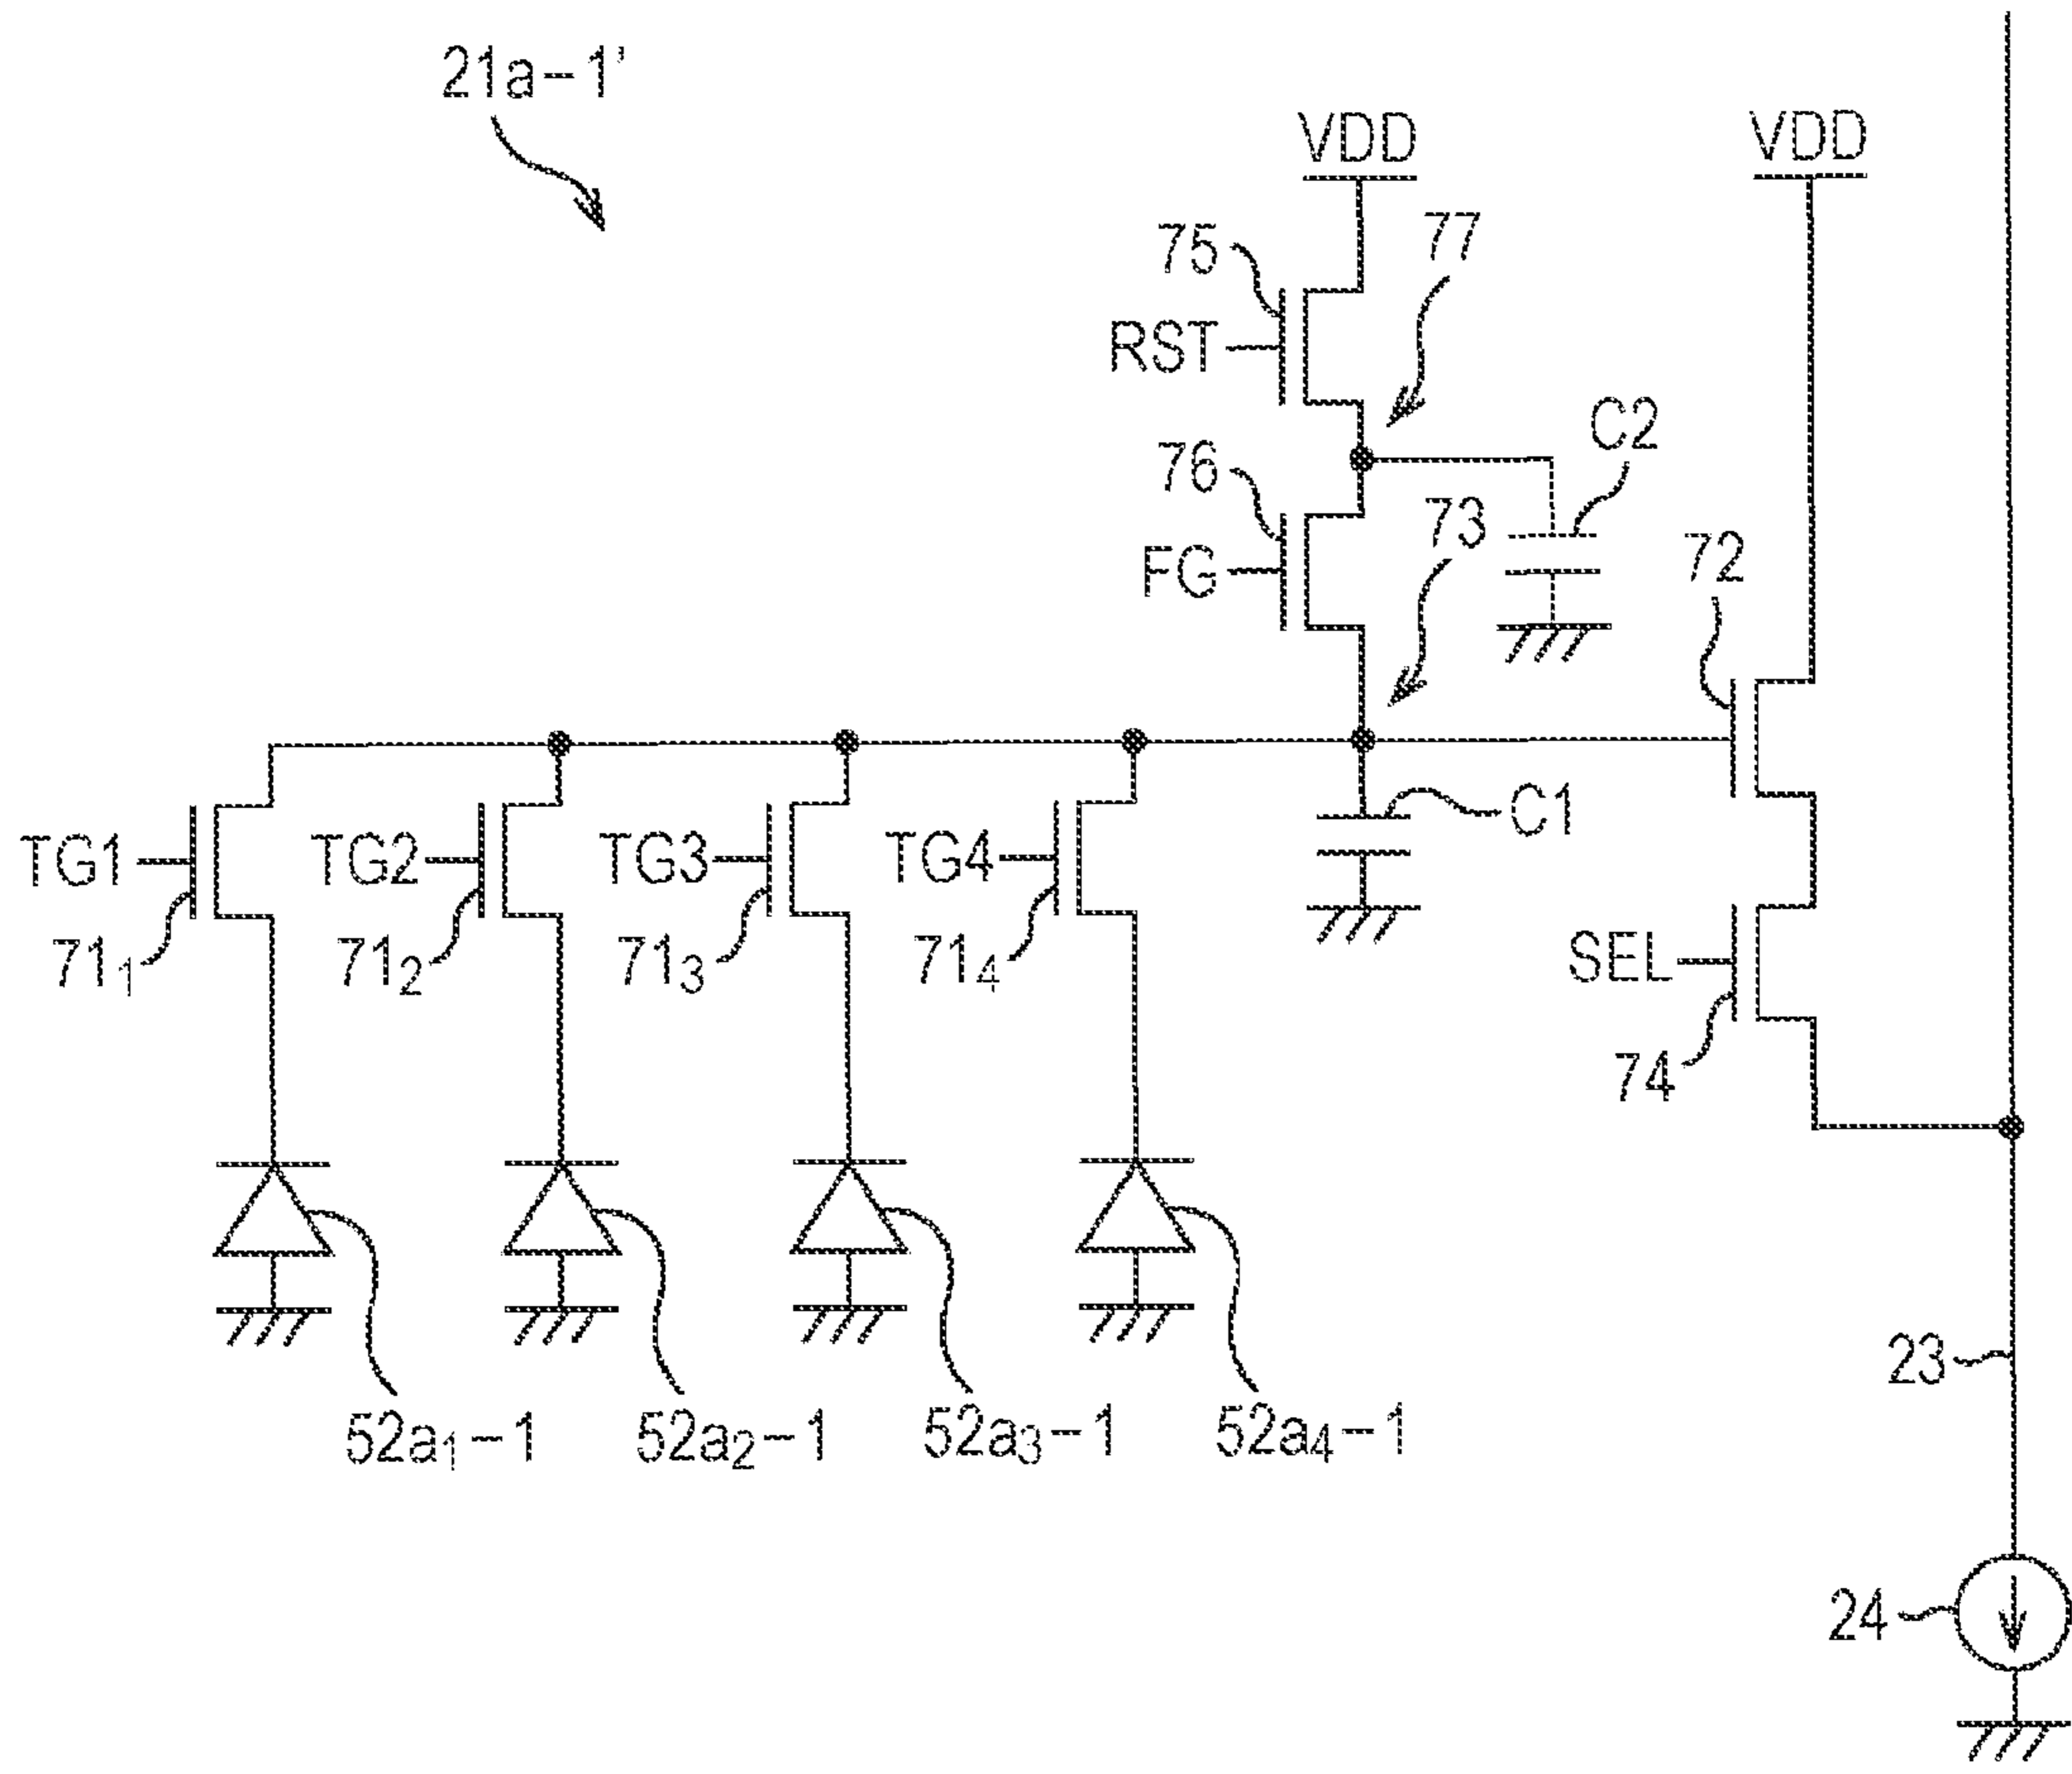 21a-1'
VDD
VDD
75
77
RST
C2
76
73
FG
72
C1
TG1
TG2
TG3
TG4
71₁
71₂
71₃
71₄
SEL
74
23
52a₁-1
52a₂-1
52a₃-1
52a₄-1
24